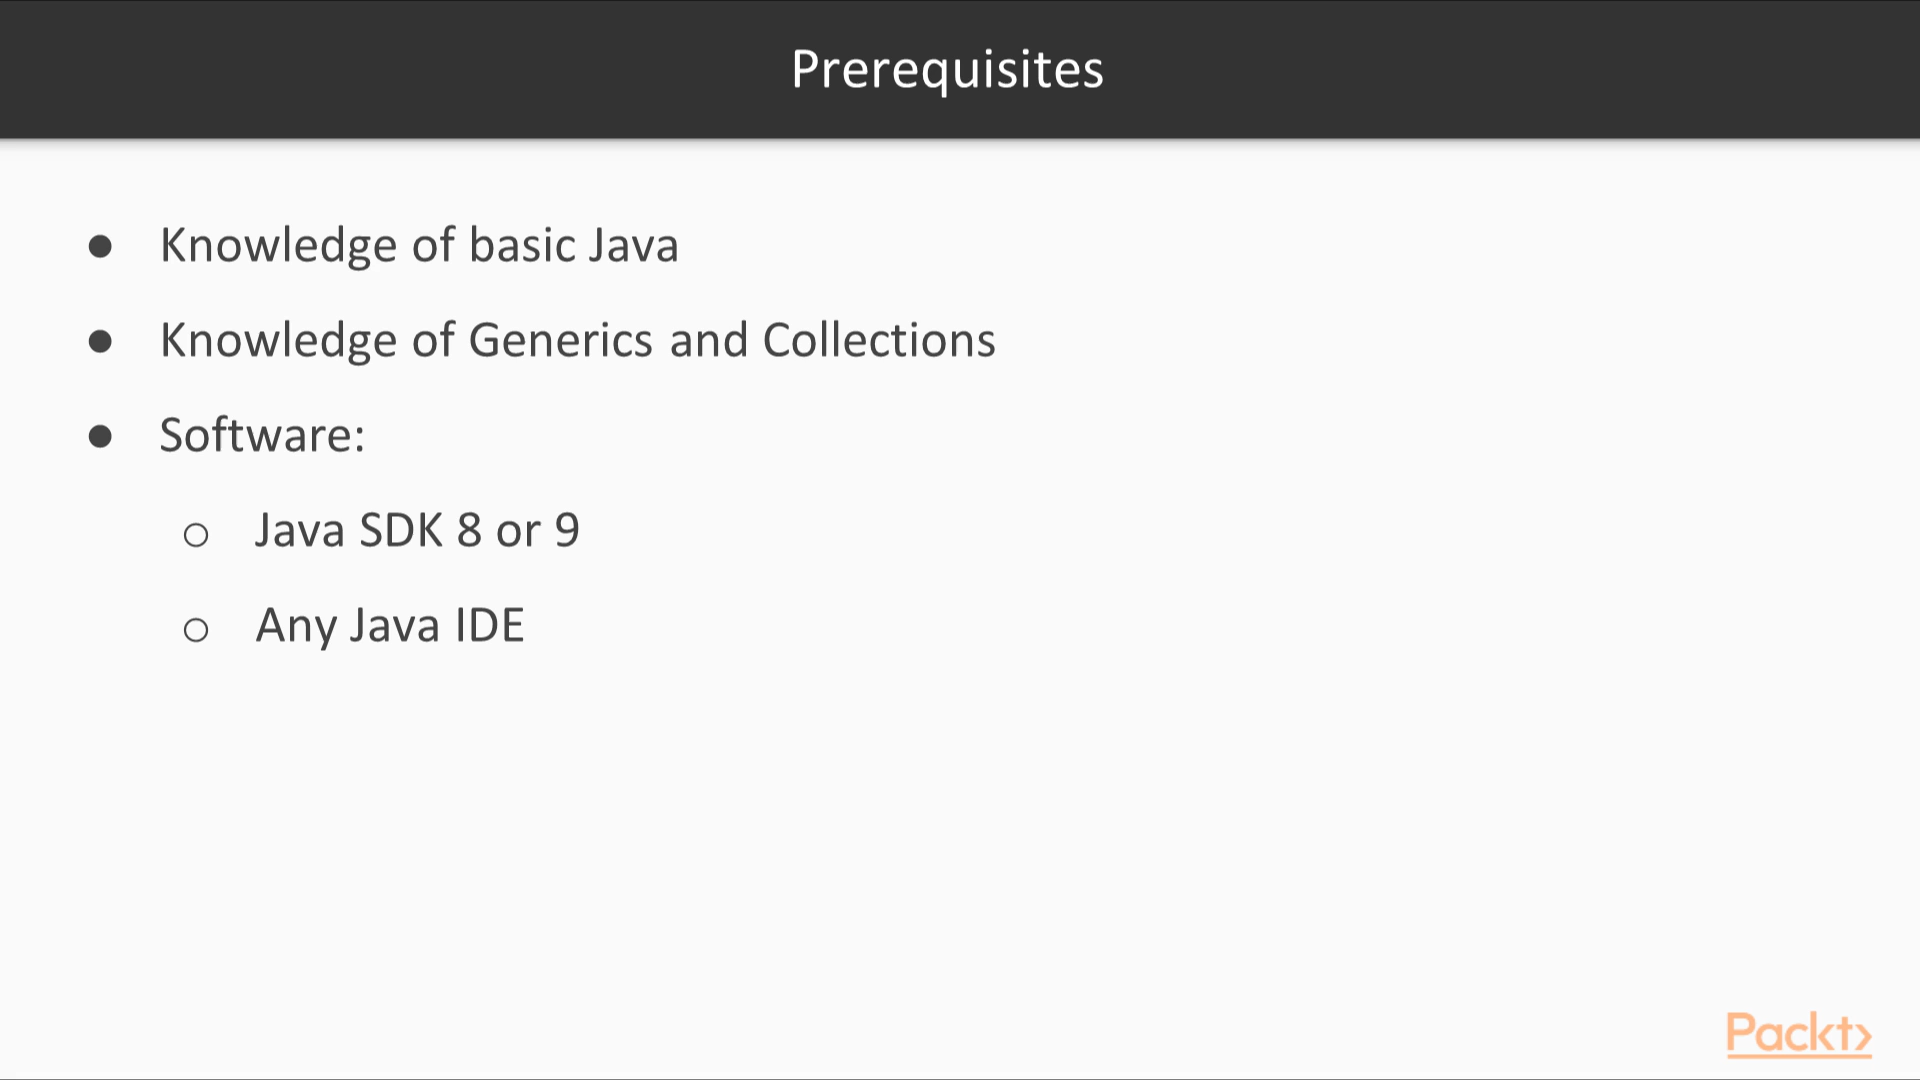 Prerequisites
● Knowledge of basic Java
● Knowledge of Generics and Collections
● Software:
○ Java SDK 8 or 9
○ Any Java IDE
Packt>